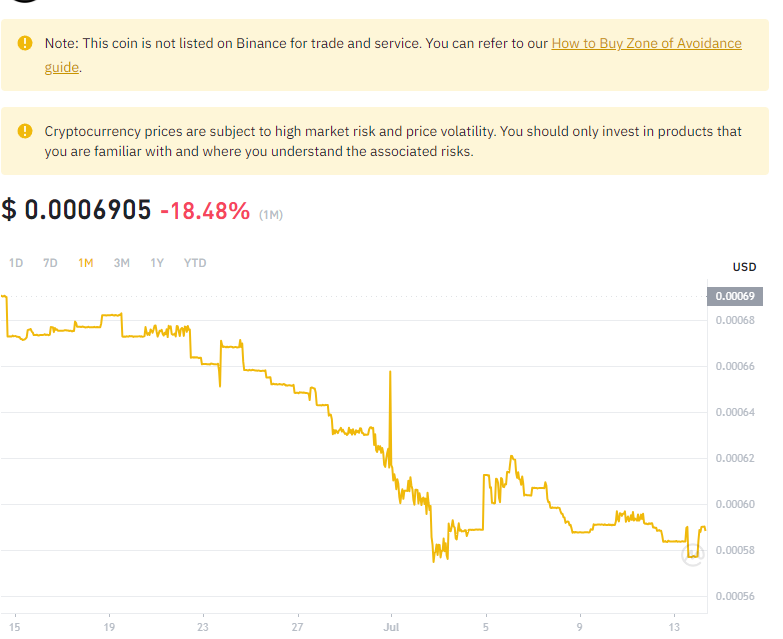 Note: This coin is not listed on Binance for trade and service. You can refer to our How to Buy Zone of Avoidance
guide.
Cryptocurrency prices are subject to high market risk and price volatility. You should only invest in products that
you are familiar with and where you understand the associated risks.
$ 0.0006905 -18.48% (1M)
1D 7D 1M 3M 1Y YTD
USD
0.00069
0.00068
0.00066
0.00064
0.00062
0.00060
0.00058
0.00056
15 19 23 27 Jul 5 9 13